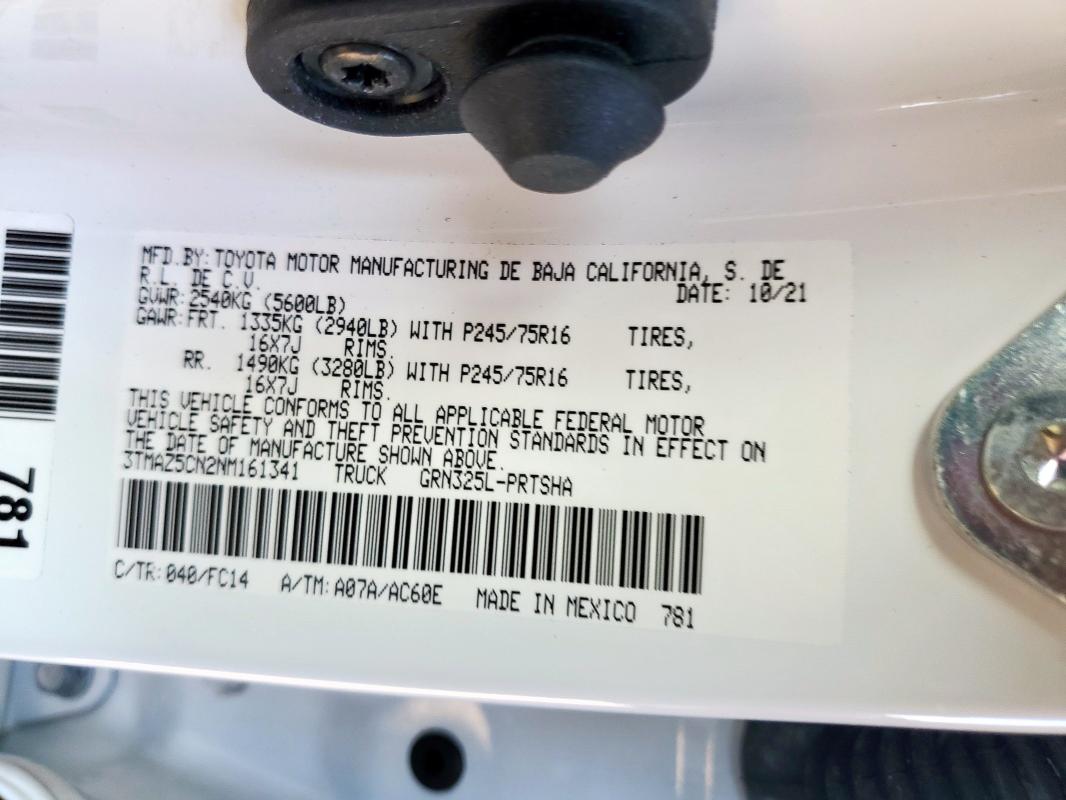 MFD.BY:TOYOTA MOTOR MANUFACTURING DE BAJA CALIFORNIA, S. DE
R.L. DE C.V. DATE: 10/21
GVWR:2540KG (5600LB)
GAWR:FRT. 1335KG (2940LB) WITH P245/75R16 TIRES,
16X7J RIMS.
RR. 1490KG (3280LB) WITH P245/75R16 TIRES,
16X7J RIMS.
THIS VEHICLE CONFORMS TO ALL APPLICABLE FEDERAL MOTOR
VEHICLE SAFETY AND THEFT PREVENTION STANDARDS IN EFFECT ON
THE DATE OF MANUFACTURE SHOWN ABOVE.
3TMAZ5CN2NM161341 TRUCK GRN325L-PRTSHA
C/TR:040/FC14 A/TM:A07A/AC60E MADE IN MEXICO 781
781